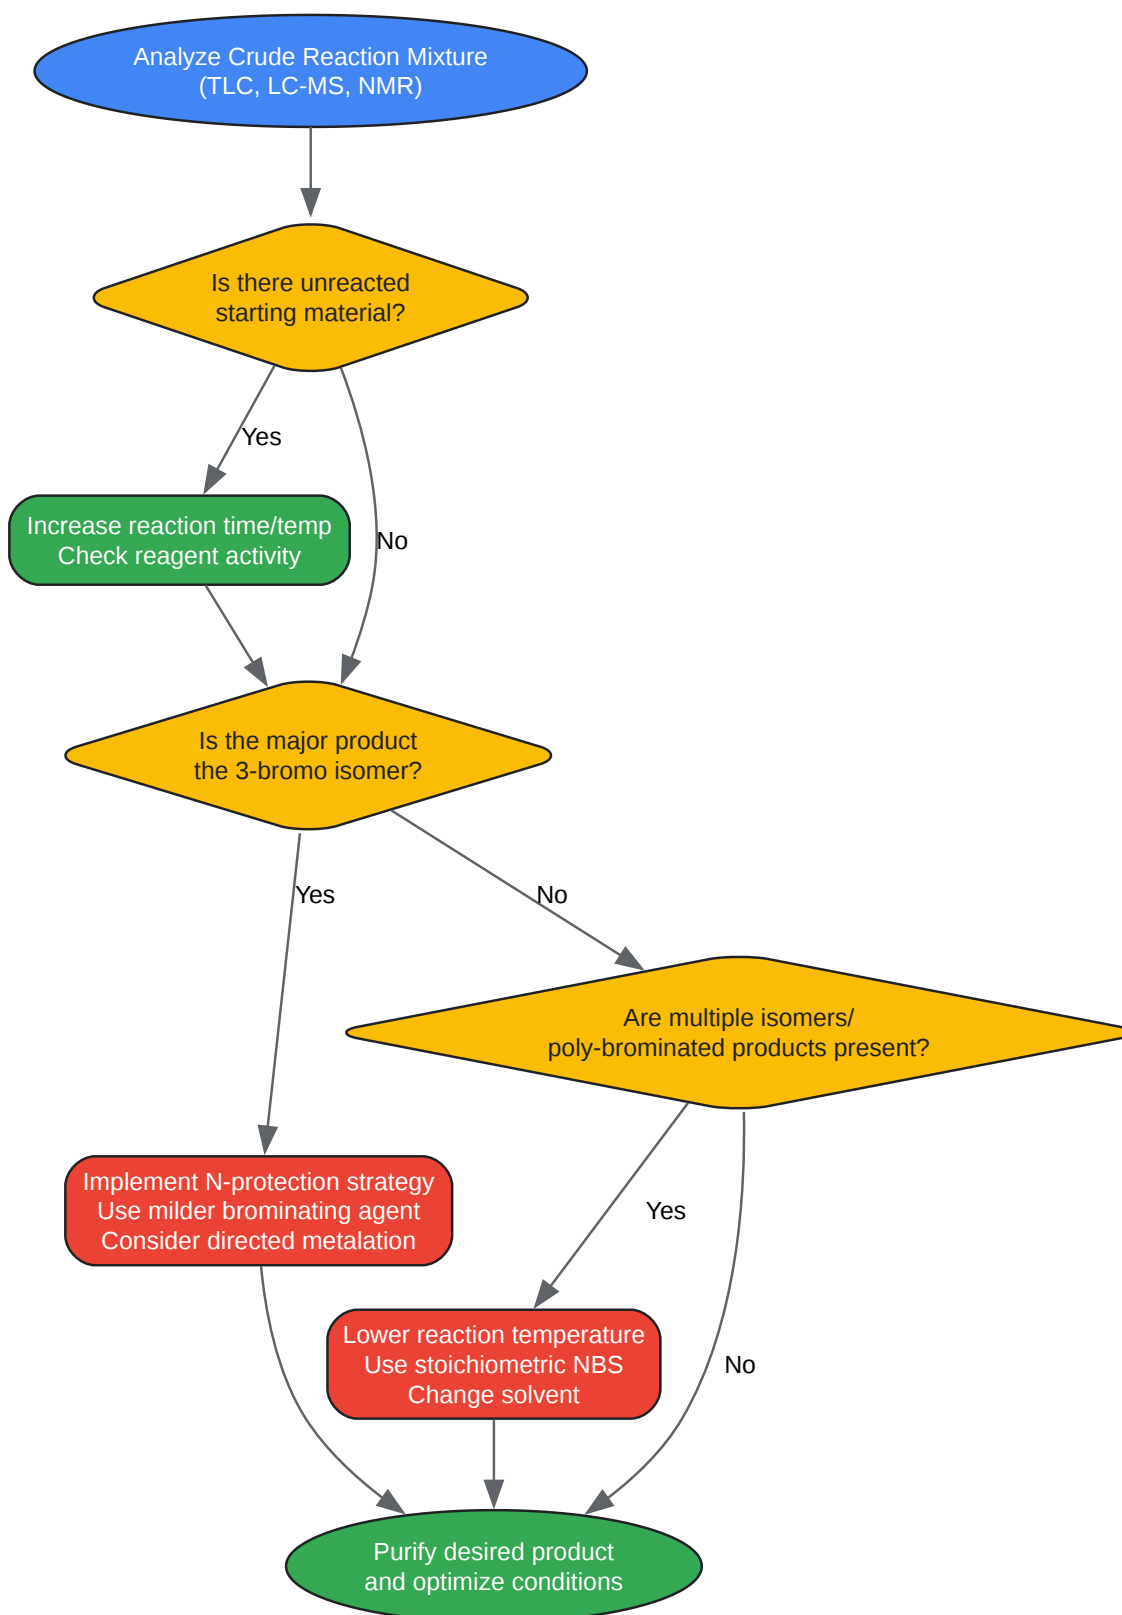 Analyze Crude Reaction Mixture
(TLC, LC-MS, NMR)
Is there unreacted
starting material?
Yes
No
Increase reaction time/temp
Check reagent activity
Is the major product
the 3-bromo isomer?
Yes
No
Are multiple isomers/
poly-brominated products present?
Implement N-protection strategy
Use milder brominating agent
Consider directed metalation
Yes
No
Lower reaction temperature
Use stoichiometric NBS
Change solvent
Purify desired product
and optimize conditions